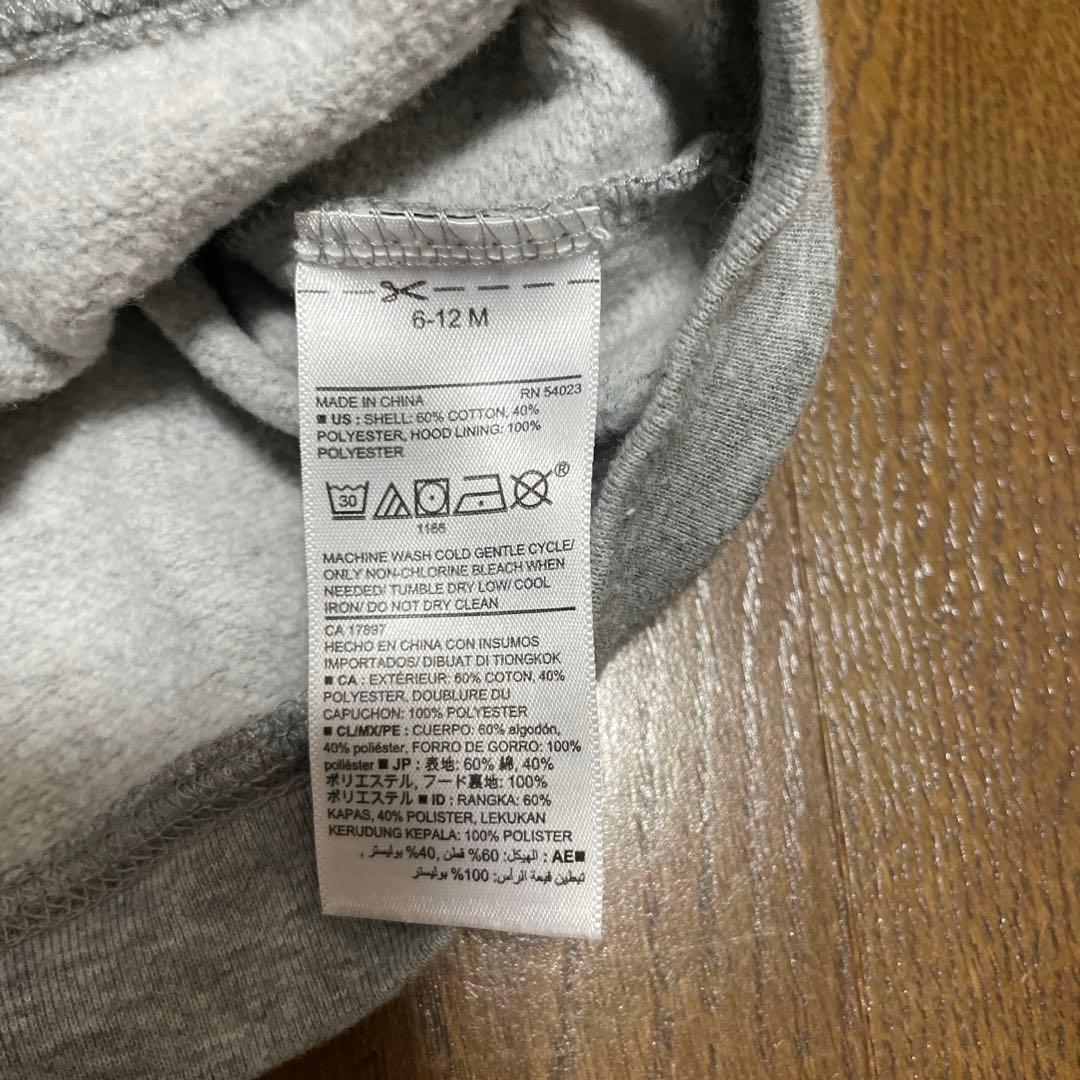 6-12 M
MADE IN CHINA RN 54023
■ US : SHELL: 60% COTTON, 40%
POLYESTER, HOOD LINING: 100%
POLYESTER
30 ®
1166
MACHINE WASH COLD GENTLE CYCLE/
ONLY NON-CHLORINE BLEACH WHEN
NEEDED/ TUMBLE DRY LOW/ COOL
IRON/ DO NOT DRY CLEAN
CA 17897
HECHO EN CHINA CON INSUMOS
IMPORTADOS/ DIBUAT DI TIONGKOK
■ CA : EXTÉRIEUR: 60% COTON, 40%
POLYESTER, DOUBLURE DU
CAPUCHON: 100% POLYESTER
■ CL/MX/PE : CUERPO: 60% algodón,
40% poliéster, FORRO DE GORRO: 100%
poliéster ■ JP : 表地: 60% 綿, 40%
ポリエステル, フード裏地: 100%
ポリエステル ■ ID : RANGKA: 60%
KAPAS, 40% POLISTER, LEKUKAN
KERUDUNG KEPALA: 100% POLISTER
■AE : الهيكل: 60% قطن ,40% بوليستر ,
تبطين قبعة الرأس: 100% بوليستر